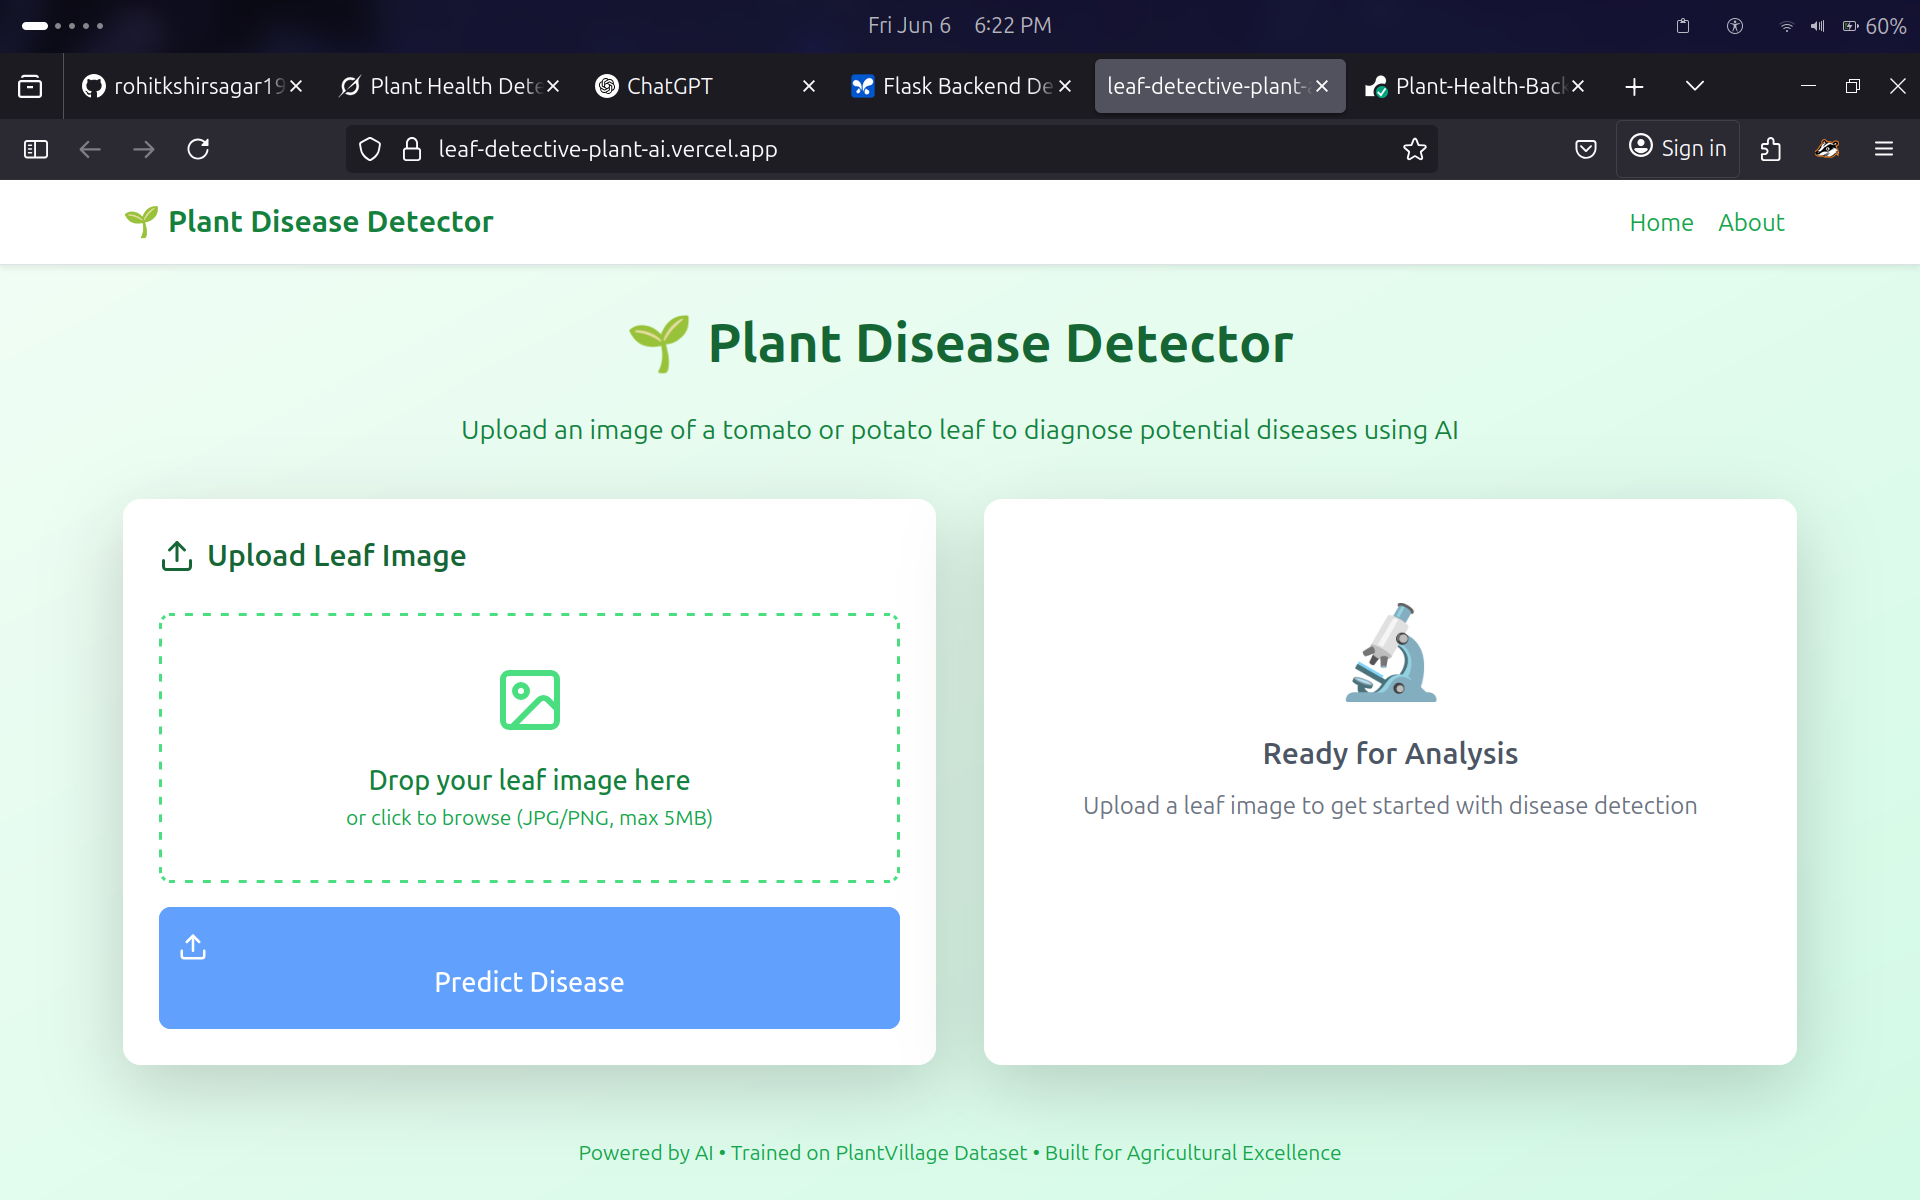 Fri Jun 6 6:22 PM
60%
rohitkshirsagar19
Plant Health Dete
ChatGPT
Flask Backend De
leaf-detective-plant-a
Plant-Health-Back
leaf-detective-plant-ai.vercel.app
Sign in
Plant Disease Detector
Home
About
Plant Disease Detector
Upload an image of a tomato or potato leaf to diagnose potential diseases using AI
Upload Leaf Image
Drop your leaf image here
or click to browse (JPG/PNG, max 5MB)
Predict Disease
Ready for Analysis
Upload a leaf image to get started with disease detection
Powered by AI • Trained on PlantVillage Dataset • Built for Agricultural Excellence